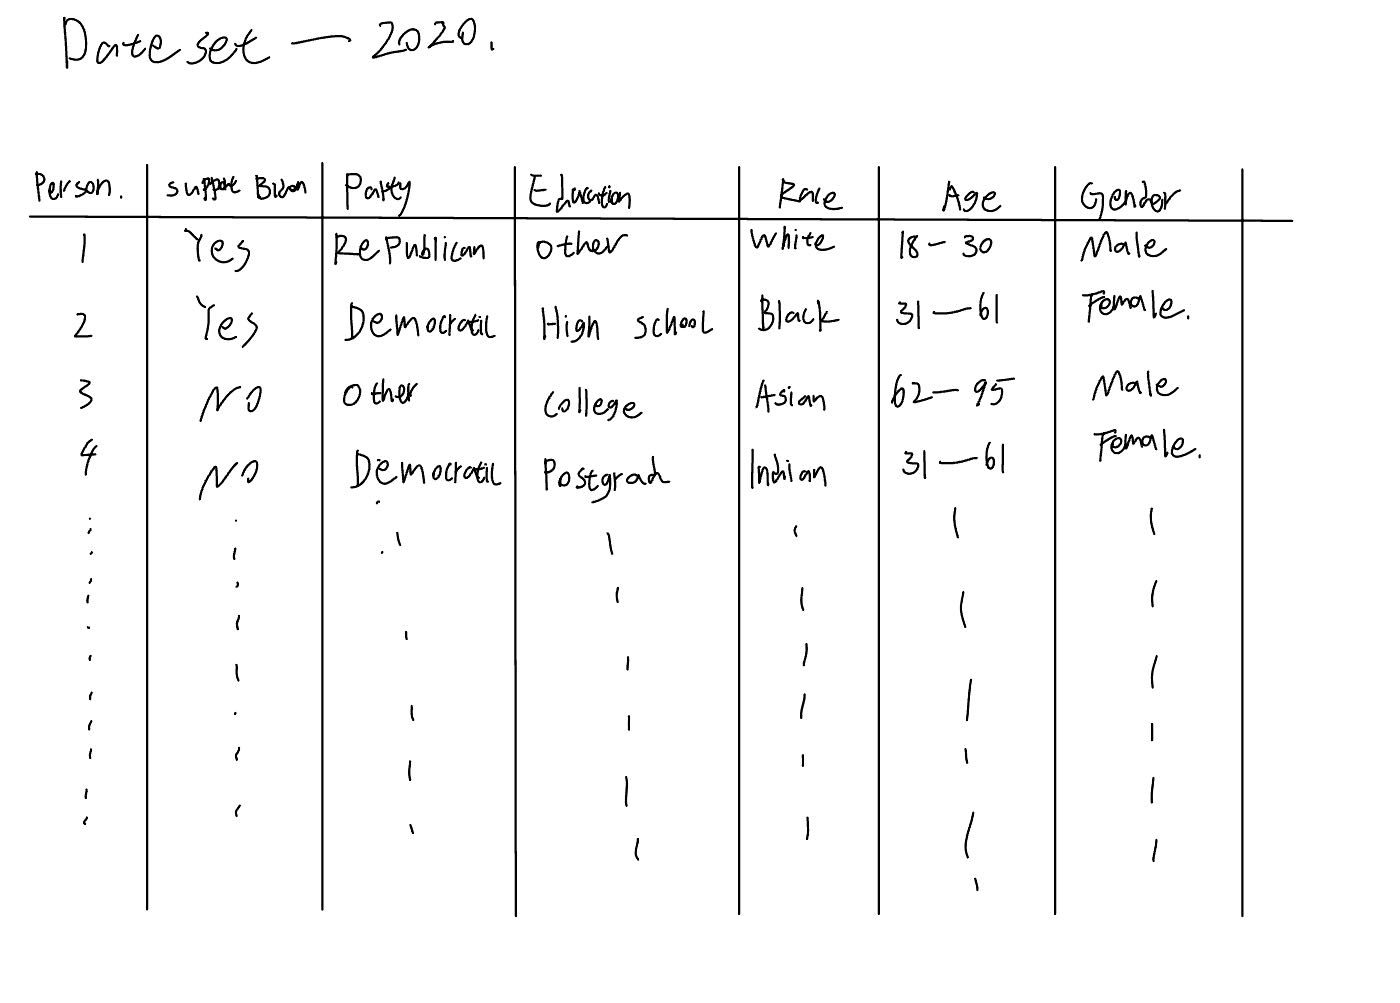 Dateset — 2020.
Person. support Biden Party Education Race Age Gender
1 Yes Republican other white 18-30 Male
2 Yes Democratic High school Black 31-61 Female.
3 NO other College Asian 62-95 Male
4 NO Democratic Postgrad Indian 31-61 Female.